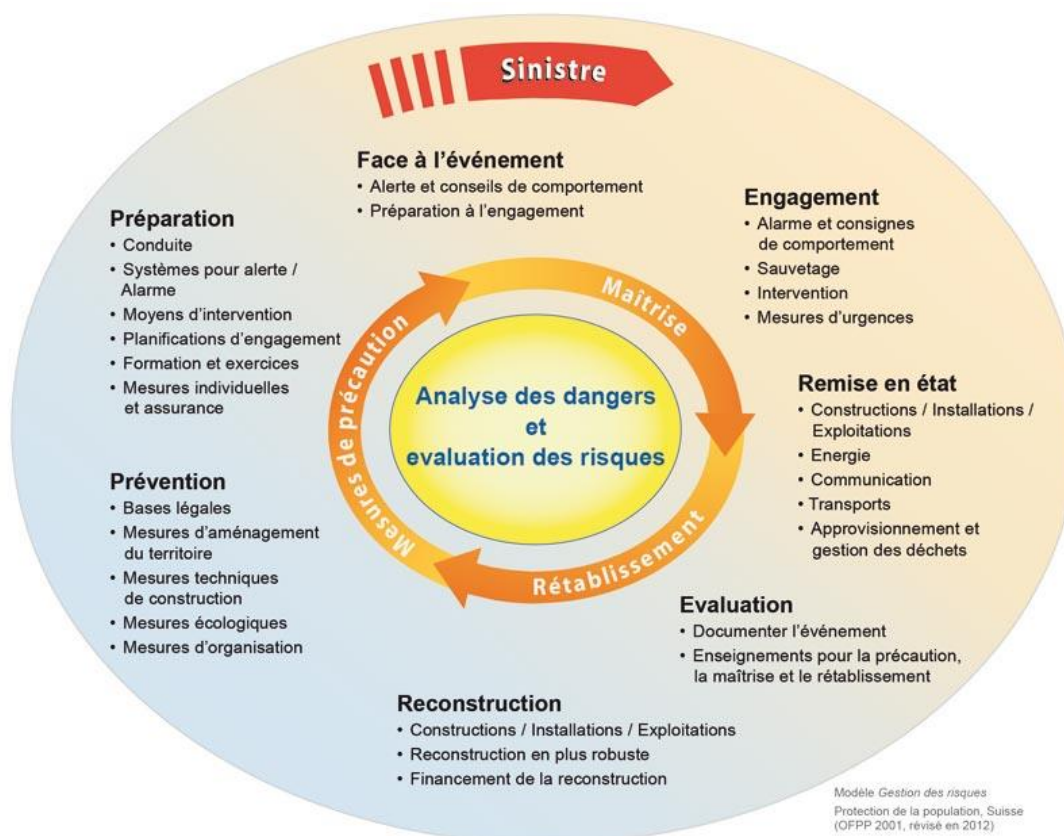 Sinistre
Face à l'événement
• Alerte et conseils de comportement
• Préparation à l'engagement
Engagement
• Alarme et consignes
de comportement
• Sauvetage
• Intervention
• Mesures d'urgences
Préparation
• Conduite
• Systèmes pour alerte /
Alarme
• Moyens d'intervention
• Planifications d'engagement
• Formation et exercices
• Mesures individuelles
et assurance
Maîtrise
Mesures de précaution
Rétablissement
Analyse des dangers
et
evaluation des risques
Remise en état
• Constructions / Installations /
Exploitations
• Energie
• Communication
• Transports
• Approvisionnement et
gestion des déchets
Prévention
• Bases légales
• Mesures d'aménagement
du territoire
• Mesures techniques
de construction
• Mesures écologiques
• Mesures d'organisation
Evaluation
• Documenter l'événement
• Enseignements pour la précaution,
la maîtrise et le rétablissement
Reconstruction
• Constructions / Installations / Exploitations
• Reconstruction en plus robuste
• Financement de la reconstruction
Modèle Gestion des risques
Protection de la population, Suisse
(OFPP 2001, révisé en 2012)